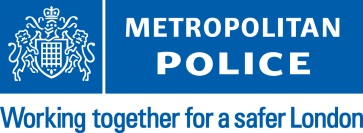 METROPOLITAN
POLICE
Working together for a safer London